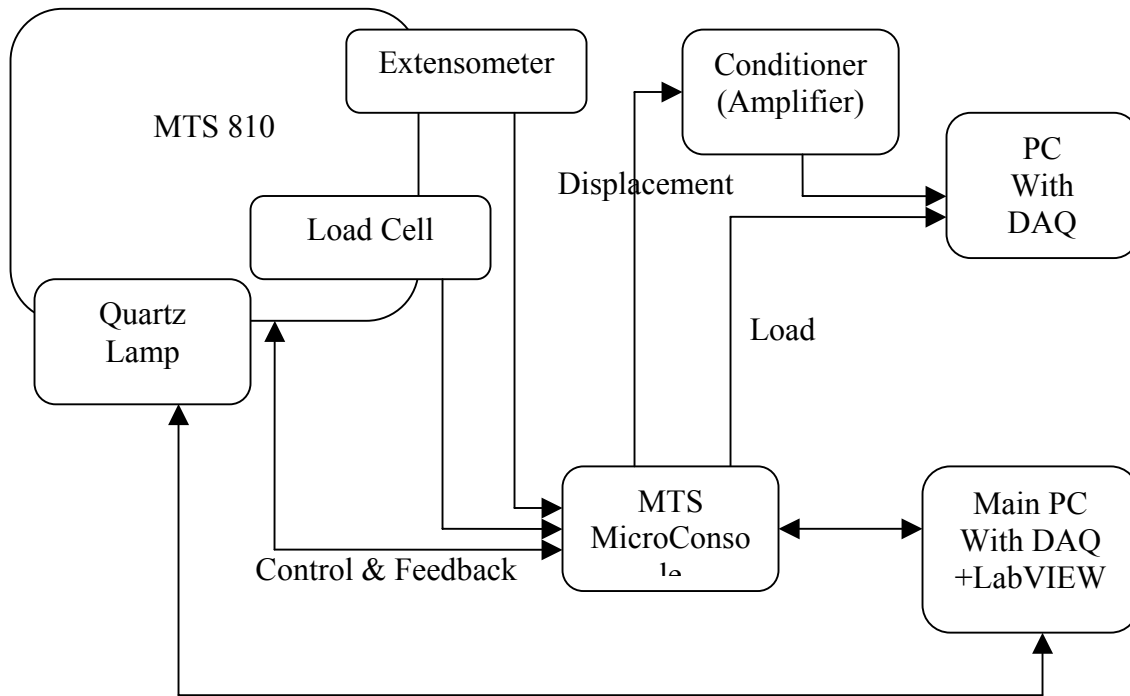 Extensometer
MTS 810
Conditioner
(Amplifier)
PC
With
DAQ
Displacement
Load Cell
Quartz
Lamp
Load
Control & Feedback
MTS
MicroConso
le
Main PC
With DAQ
+LabVIEW